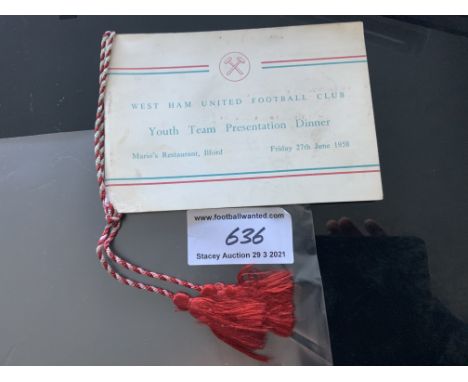 WEST HAM UNITED FOOTBALL CLUB
Youth Team Presentation Dinner
Mario's Restaurant, Ilford Friday 27th June 1958
www.footballwanted.com
636
Stacey Auction 29 3 2021